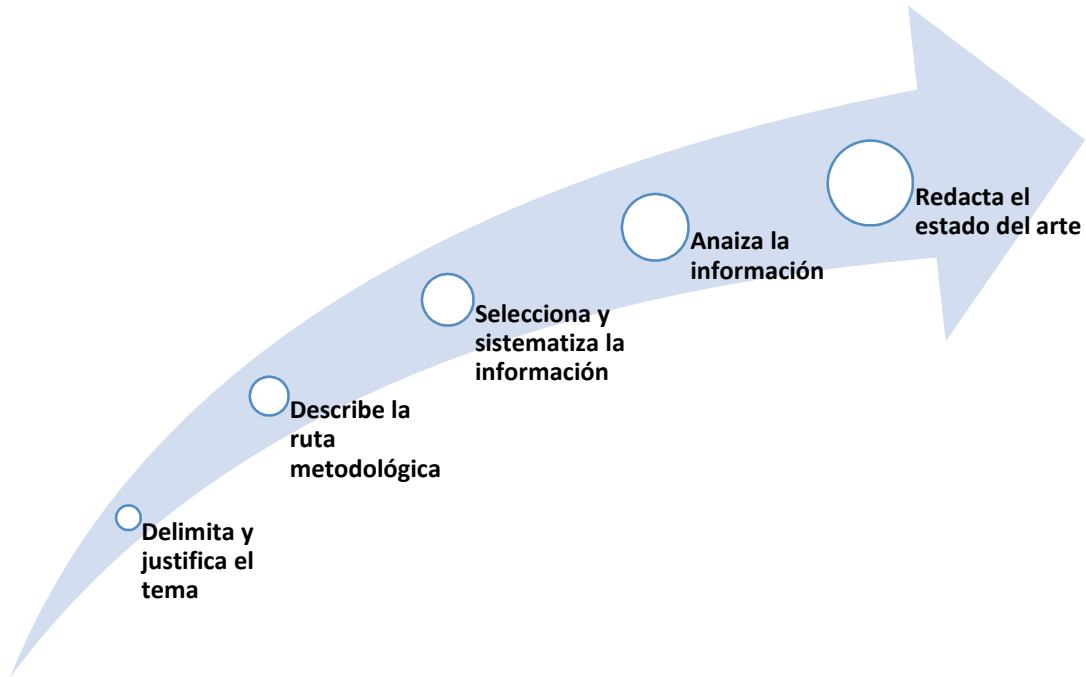 Delimita y
justifica el
tema
Describe la
ruta
metodológica
Selecciona y
sistematiza la
información
Anaiza la
información
Redacta el
estado del arte